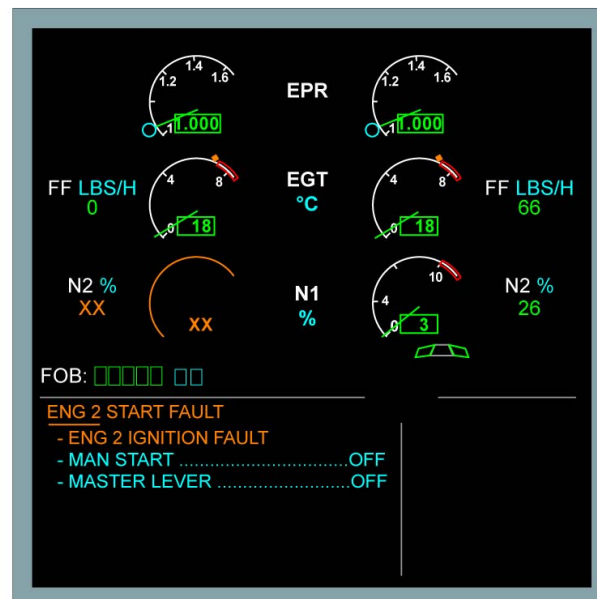 1.2 1.4 1.6 EPR 1.2 1.4 1.6
1 1.000 1 1.000
FF LBS/H 4 8 EGT 4 8 FF LBS/H
0 °C 66
0 18 0 18
N2 % N1 10 N2 %
XX XX % 4 26
0 3
FOB:
ENG 2 START FAULT
- ENG 2 IGNITION FAULT
- MAN START ................................OFF
- MASTER LEVER ..........................OFF